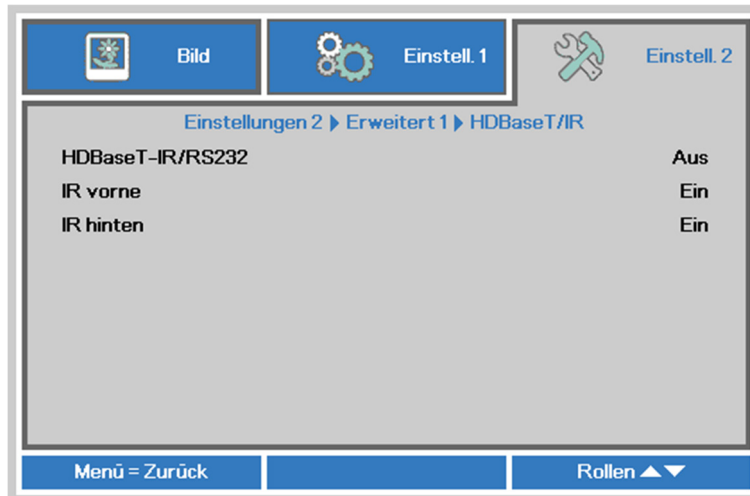 Bild Einstell. 1 Einstell. 2
Einstellungen 2 ▶ Erweitert 1 ▶ HDBaseT/IR
HDBaseT-IR/RS232 Aus
IR vorne Ein
IR hinten Ein
Menü = Zurück Rollen ▲▼